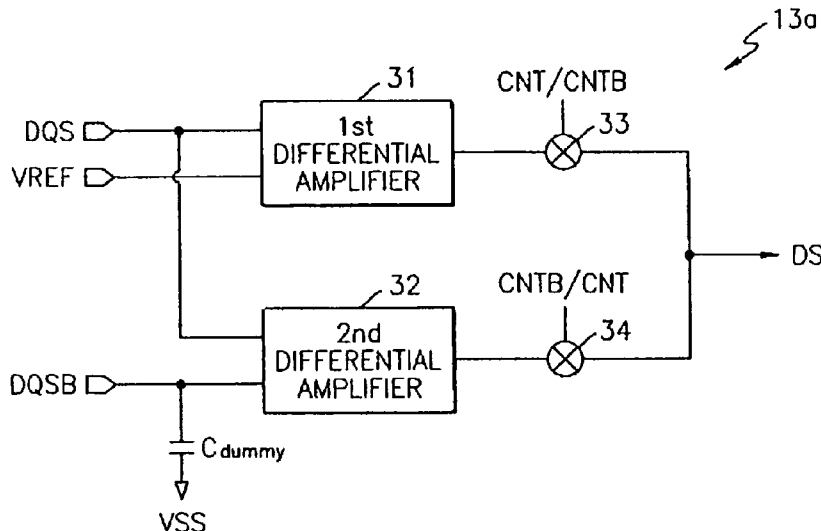 13a
31
CNT/CNTB
33
DQS
VREF
1st
DIFFERENTIAL
AMPLIFIER
DS
32
CNTB/CNT
34
DQSB
2nd
DIFFERENTIAL
AMPLIFIER
Cdummy
VSS